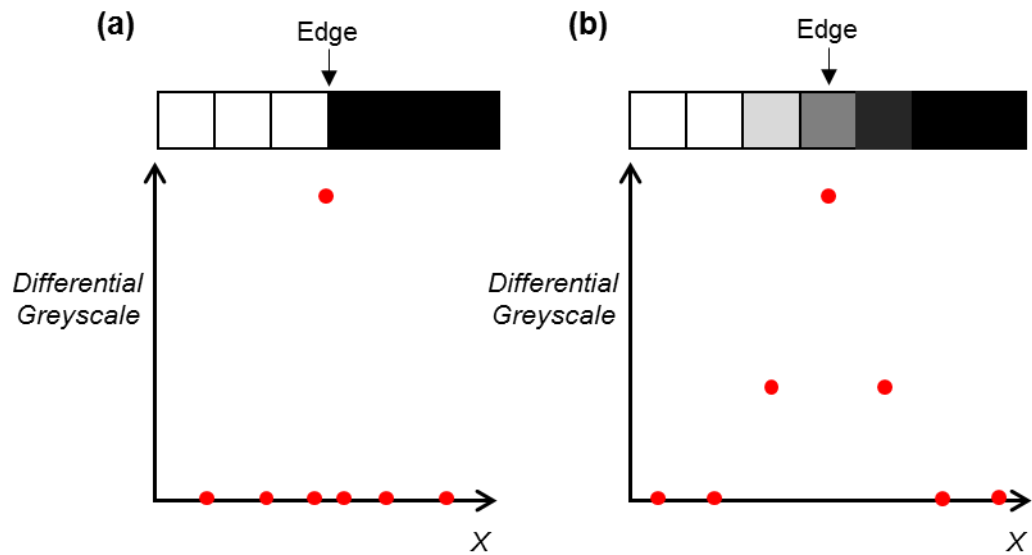 (a)
Edge
Differential
Greyscale
X
(b)
Edge
Differential
Greyscale
X